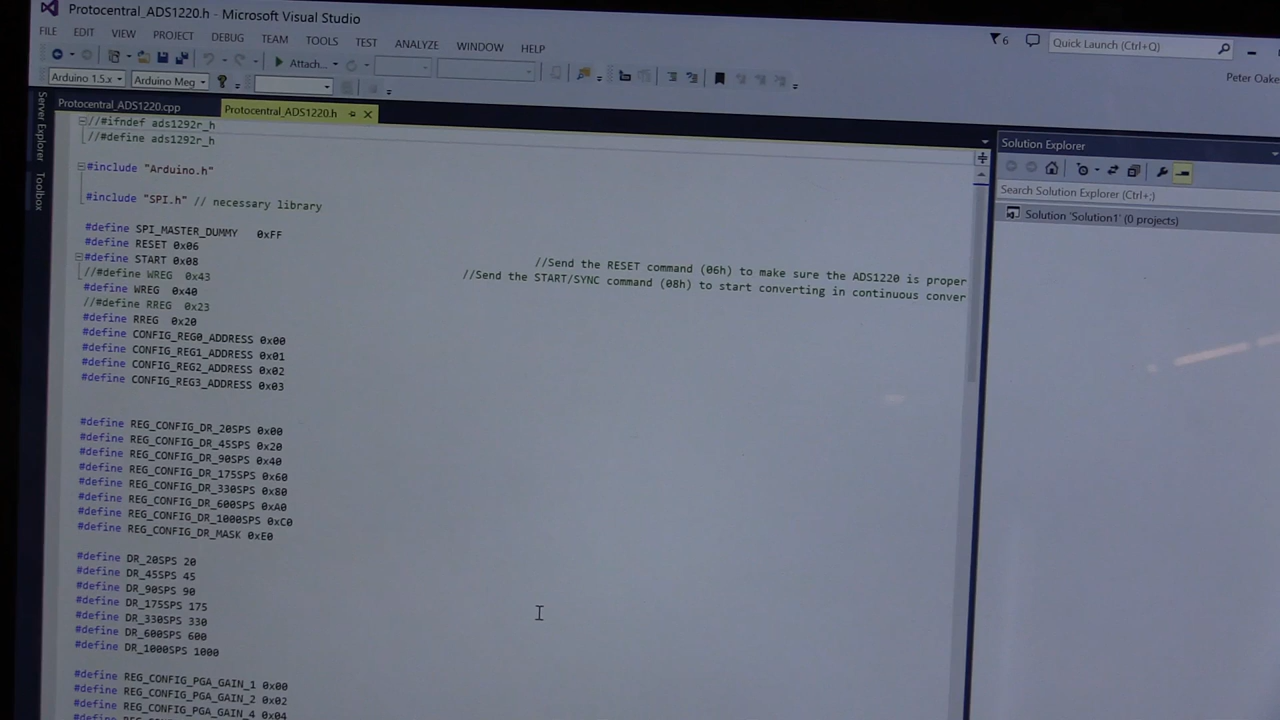 Protocentral_ADS1220.h - Microsoft Visual Studio
FILE EDIT VIEW PROJECT DEBUG TEAM TOOLS TEST ANALYZE WINDOW HELP
6
Quick Launch (Ctrl+Q)
Attach...
Peter Oake
Arduino 1.5.x
Arduino Meg
Server Explorer
Toolbox
Protocentral_ADS1220.cpp
Protocentral_ADS1220.h
//#ifndef ads1292r_h
//#define ads1292r_h
#include "Arduino.h"
#include "SPI.h" // necessary library
#define SPI_MASTER_DUMMY 0xFF
#define RESET 0x06 //Send the RESET command (06h) to make sure the ADS1220 is proper
#define START 0x08 //Send the START/SYNC command (08h) to start converting in continuous conver
//#define WREG 0x43
#define WREG 0x40
//#define RREG 0x23
#define RREG 0x20
#define CONFIG_REG0_ADDRESS 0x00
#define CONFIG_REG1_ADDRESS 0x01
#define CONFIG_REG2_ADDRESS 0x02
#define CONFIG_REG3_ADDRESS 0x03
#define REG_CONFIG_DR_20SPS 0x00
#define REG_CONFIG_DR_45SPS 0x20
#define REG_CONFIG_DR_90SPS 0x40
#define REG_CONFIG_DR_175SPS 0x60
#define REG_CONFIG_DR_330SPS 0x80
#define REG_CONFIG_DR_600SPS 0xA0
#define REG_CONFIG_DR_1000SPS 0xC0
#define REG_CONFIG_DR_MASK 0xE0
#define DR_20SPS 20
#define DR_45SPS 45
#define DR_90SPS 90
#define DR_175SPS 175
#define DR_330SPS 330
#define DR_600SPS 600
#define DR_1000SPS 1000
#define REG_CONFIG_PGA_GAIN_1 0x00
#define REG_CONFIG_PGA_GAIN_2 0x02
#define REG_CONFIG_PGA_GAIN_4 0x04
Solution Explorer
Search Solution Explorer (Ctrl+;)
Solution 'Solution1' (0 projects)